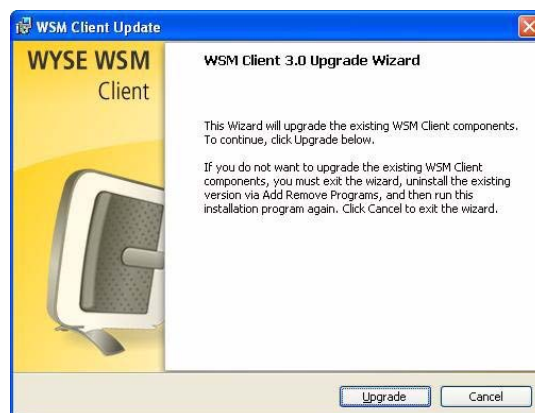 WSM Client Update
WYSE WSM
Client
WSM Client 3.0 Upgrade Wizard
This Wizard will upgrade the existing WSM Client components.
To continue, click Upgrade below.
If you do not want to upgrade the existing WSM Client
components, you must exit the wizard, uninstall the existing
version via Add Remove Programs, and then run this
installation program again. Click Cancel to exit the wizard.
Upgrade
Cancel